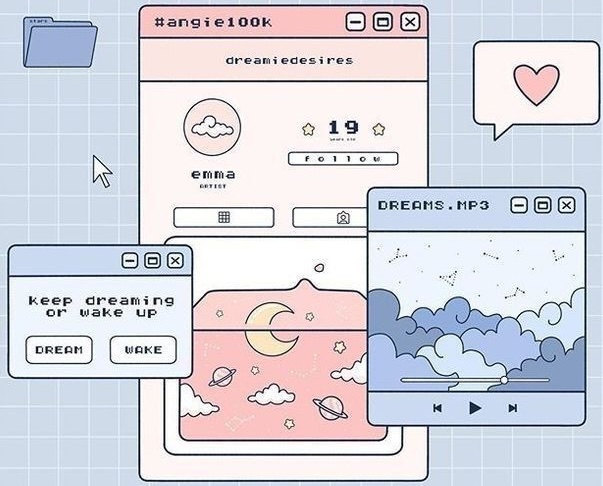 #angie100k
dreamiedesires
19
follow
emma
ARTIST
DREAMS.MP3
keep dreaming
or wake up
DREAM
WAKE